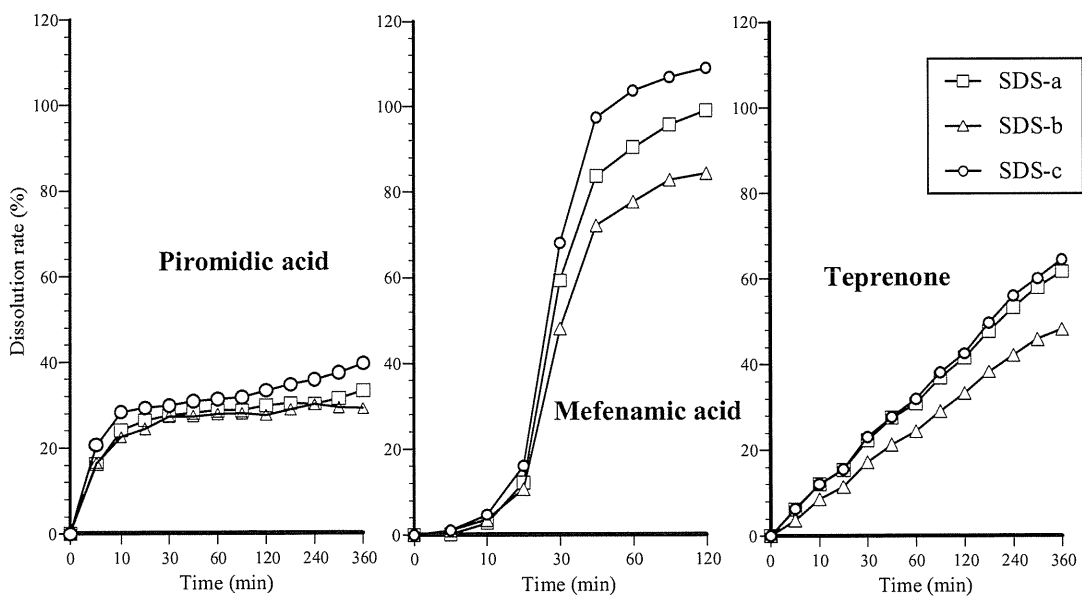 120
100
80
60
40
20
0
Dissolution rate (%)
Piromidic acid
0 10 30 60 120 240 360
Time (min)
120
100
80
60
40
20
0
Mefenamic acid
0 10 30 60 120
Time (min)
120
100
80
60
40
20
0
Teprenone
0 10 30 60 120 240 360
Time (min)
SDS-a
SDS-b
SDS-c